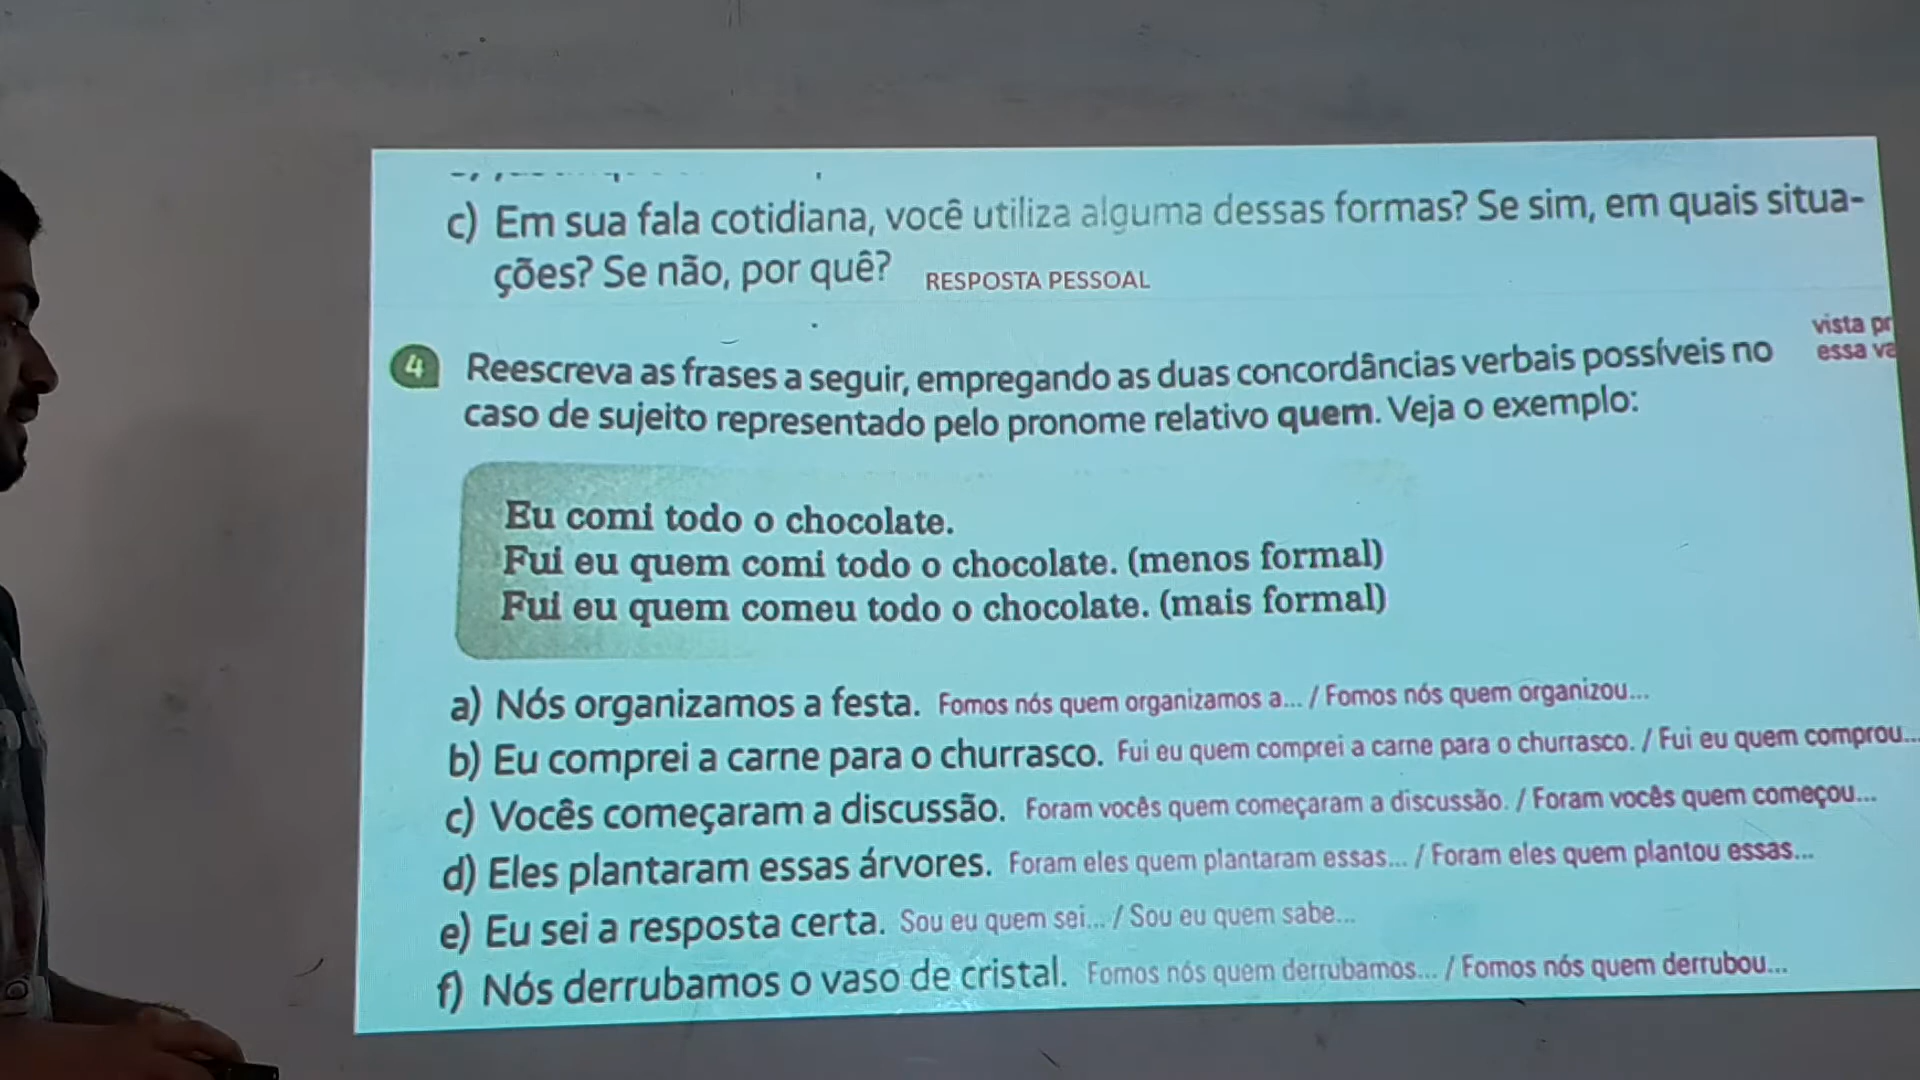 c) Em sua fala cotidiana, você utiliza alguma dessas formas? Se sim, em quais situa-
ções? Se não, por quê? RESPOSTA PESSOAL
vista pr
essa va
4 Reescreva as frases a seguir, empregando as duas concordâncias verbais possíveis no
caso de sujeito representado pelo pronome relativo quem. Veja o exemplo:
Eu comi todo o chocolate.
Fui eu quem comi todo o chocolate. (menos formal)
Fui eu quem comeu todo o chocolate. (mais formal)
a) Nós organizamos a festa. Fomos nós quem organizamos a... / Fomos nós quem organizou...
b) Eu comprei a carne para o churrasco. Fui eu quem comprei a carne para o churrasco. / Fui eu quem comprou...
c) Vocês começaram a discussão. Foram vocês quem começaram a discussão. / Foram vocês quem começou...
d) Eles plantaram essas árvores. Foram eles quem plantaram essas... / Foram eles quem plantou essas...
e) Eu sei a resposta certa. Sou eu quem sei... / Sou eu quem sabe...
f) Nós derrubamos o vaso de cristal. Fomos nós quem derrubamos... / Fomos nós quem derrubou...